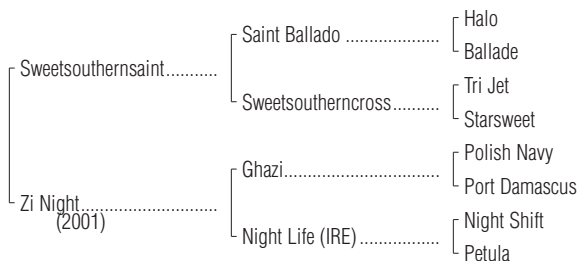 Halo
Saint Ballado ....................
Ballade
Sweetsouthernsaint...........
Tri Jet
Sweetsoutherncross..........
Starsweet
Polish Navy
Ghazi.................................
Port Damascus
Zi Night.............................
(2001)
Night Shift
Night Life (IRE) .................
Petula